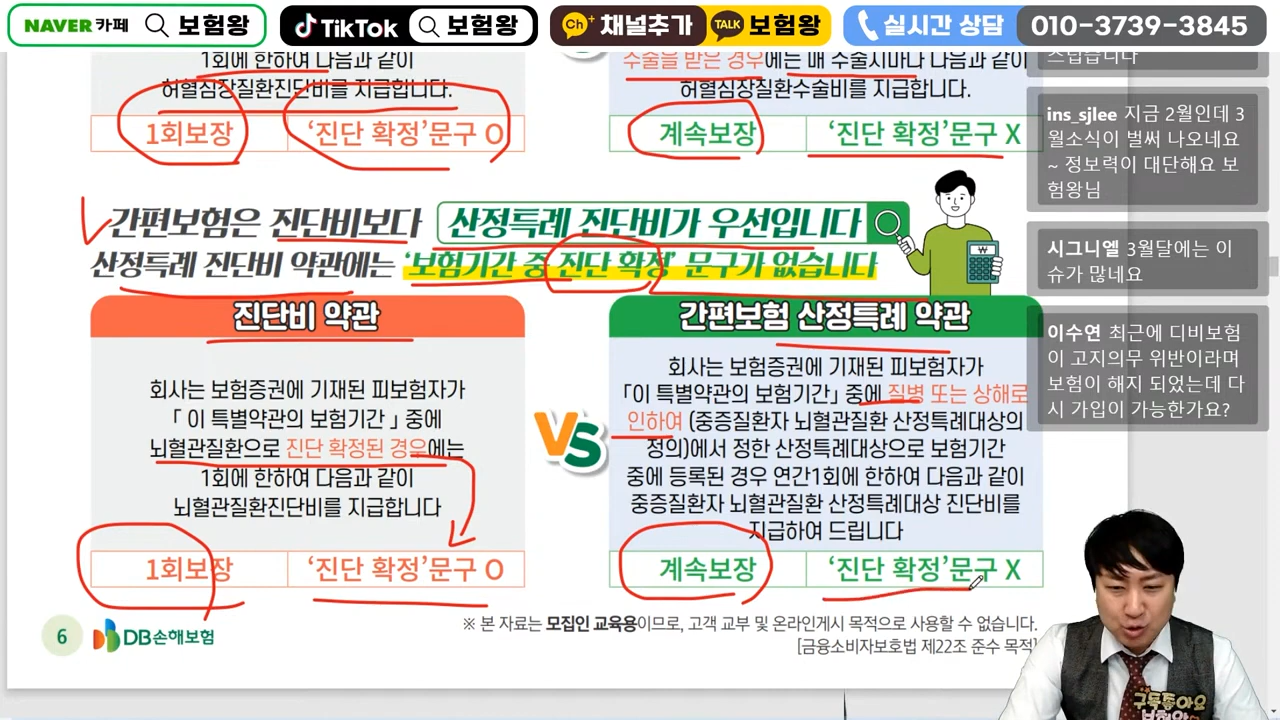 NAVER 카페 보험왕
TikTok 보험왕
Ch+ 채널추가 TALK 보험왕
실시간 상담 010-3739-3845
1회에 한하여 다음과 같이
허혈심장질환진단비를 지급합니다.
1회보장 '진단 확정'문구 O
수술을 받은 경우에는 매 수술시마다 다음과 같이
허혈심장질환수술비를 지급합니다.
계속보장 '진단 확정'문구 X
간편보험은 진단비보다 산정특례 진단비가 우선입니다
산정특례 진단비 약관에는 '보험기간 중 진단 확정' 문구가 없습니다
진단비 약관
회사는 보험증권에 기재된 피보험자가
「 이 특별약관의 보험기간 」 중에
뇌혈관질환으로 진단 확정된 경우에는
1회에 한하여 다음과 같이
뇌혈관질환진단비를 지급합니다
1회보장 '진단 확정'문구 O
VS
간편보험 산정특례 약관
회사는 보험증권에 기재된 피보험자가
「이 특별약관의 보험기간」 중에 질병 또는 상해로
인하여 (중증질환자 뇌혈관질환 산정특례대상의
정의)에서 정한 산정특례대상으로 보험기간
중에 등록된 경우 연간1회에 한하여 다음과 같이
중증질환자 뇌혈관질환 산정특례대상 진단비를
지급하여 드립니다
계속보장 '진단 확정'문구 X
6 DB손해보험
※ 본 자료는 모집인 교육용이므로, 고객 교부 및 온라인게시 목적으로 사용할 수 없습니다.
[금융소비자보호법 제22조 준수 목적]
스럽습니다
ins_sjlee 지금 2월인데 3
월소식이 벌써 나오네요
~ 정보력이 대단해요 보
험왕님
시그니엘 3월달에는 이
슈가 많네요
이수연 최근에 디비보험
이 고지의무 위반이라며
보험이 해지 되었는데 다
시 가입이 가능한가요?
구독좋아요
보험왕